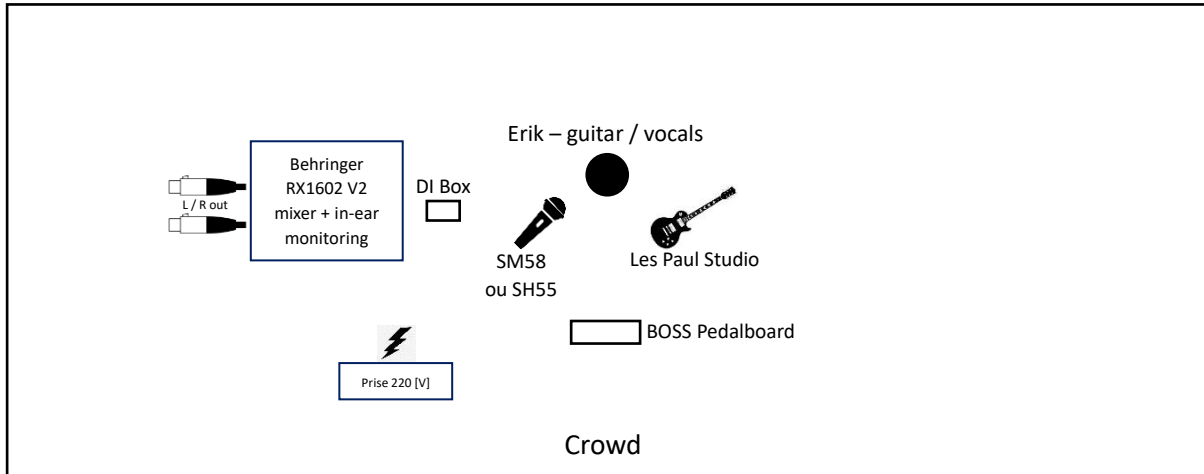 Erik – guitar / vocals
Behringer
RX1602 V2
mixer + in-ear
monitoring
L / R out
DI Box
SM58
ou SH55
Les Paul Studio
BOSS Pedalboard
Prise 220 [V]
Crowd